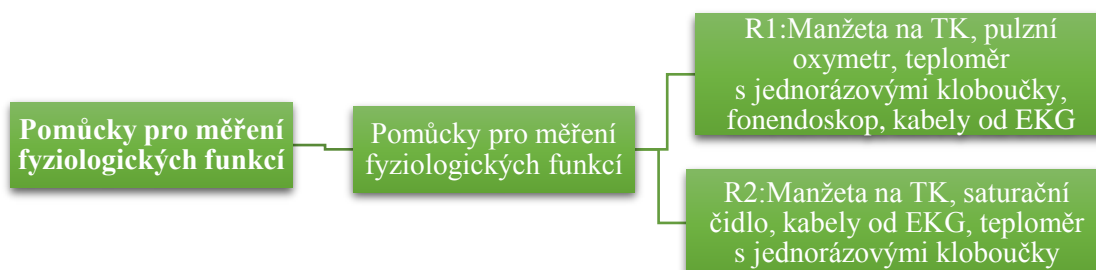 Pomůcky pro měření
fyziologických funkcí
Pomůcky pro měření
fyziologických funkcí
R1:Manžeta na TK, pulzní
oxymetr, teploměr
s jednorázovými kloboučky,
fonendoskop, kabely od EKG
R2:Manžeta na TK, saturační
čidlo, kabely od EKG, teploměr
s jednorázovými kloboučky